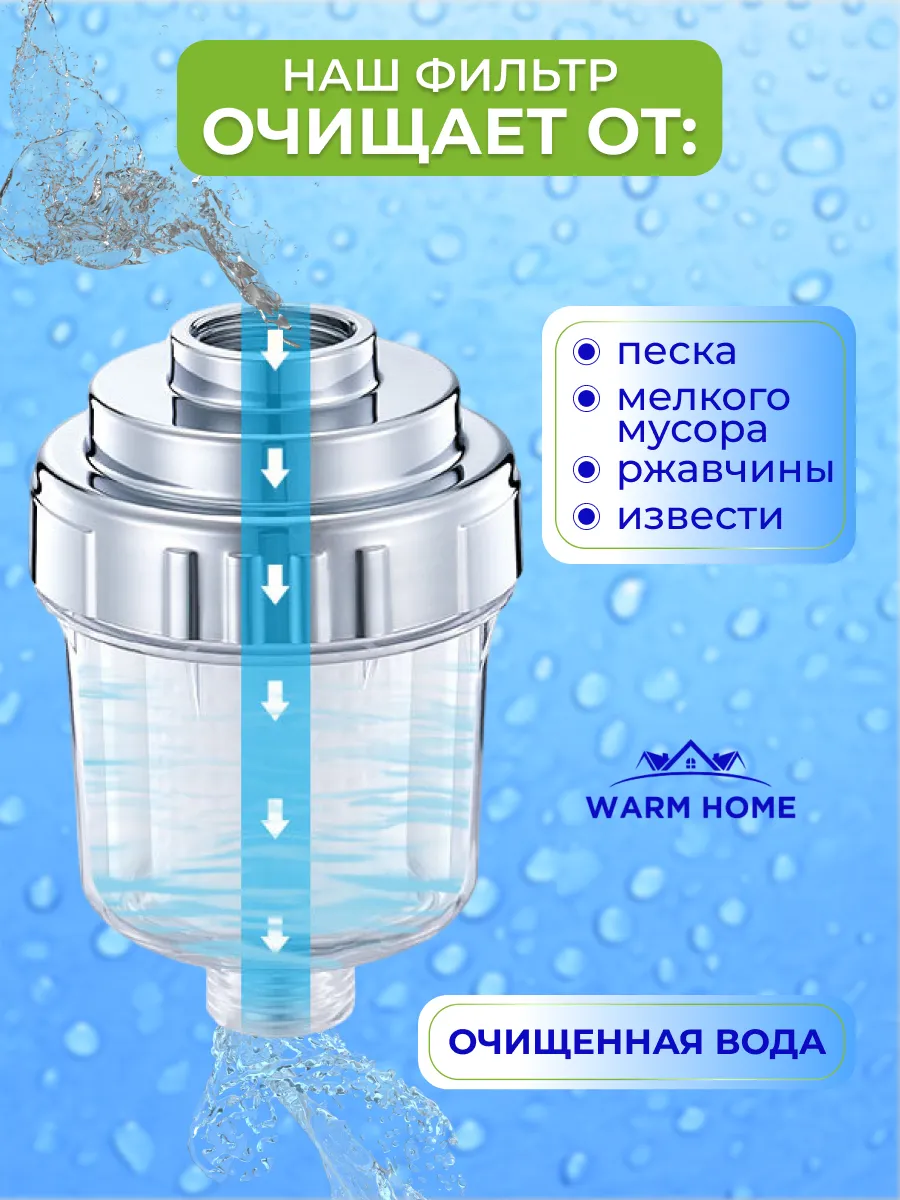 НАШ ФИЛЬТР
ОЧИЩАЕТ ОТ:
песка
мелкого
мусора
ржавчины
извести
WARM HOME
ОЧИЩЕННАЯ ВОДА